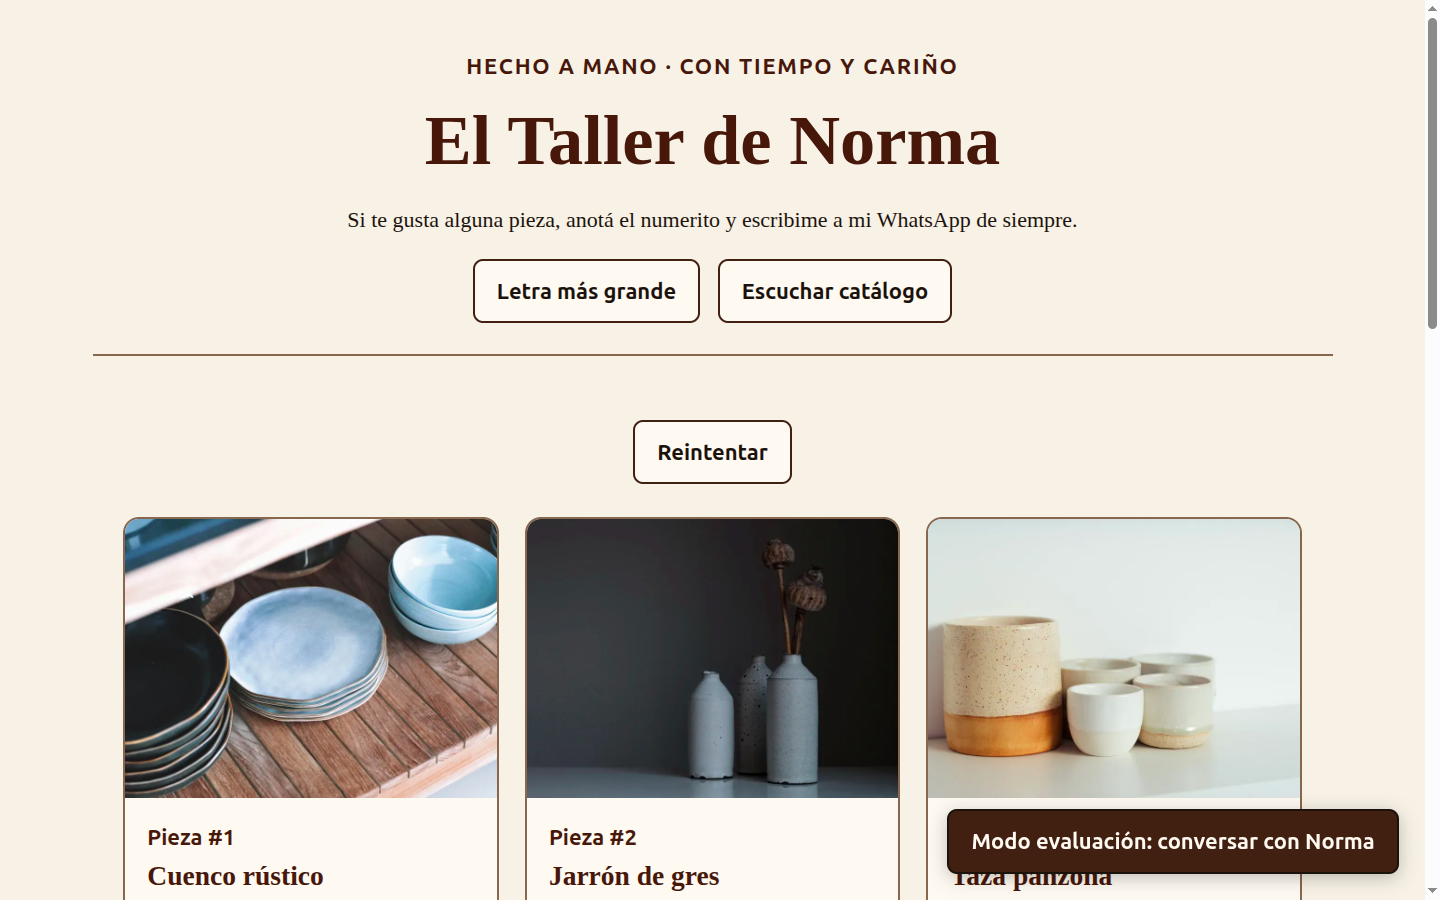 HECHO A MANO · CON TIEMPO Y CARIÑO
El Taller de Norma
Si te gusta alguna pieza, anotá el numerito y escribime a mi WhatsApp de siempre.
Letra más grande
Escuchar catálogo
Reintentar
Pieza #1
Cuenco rústico
Pieza #2
Jarrón de gres
Modo evaluación: conversar con Norma
Taza panzona